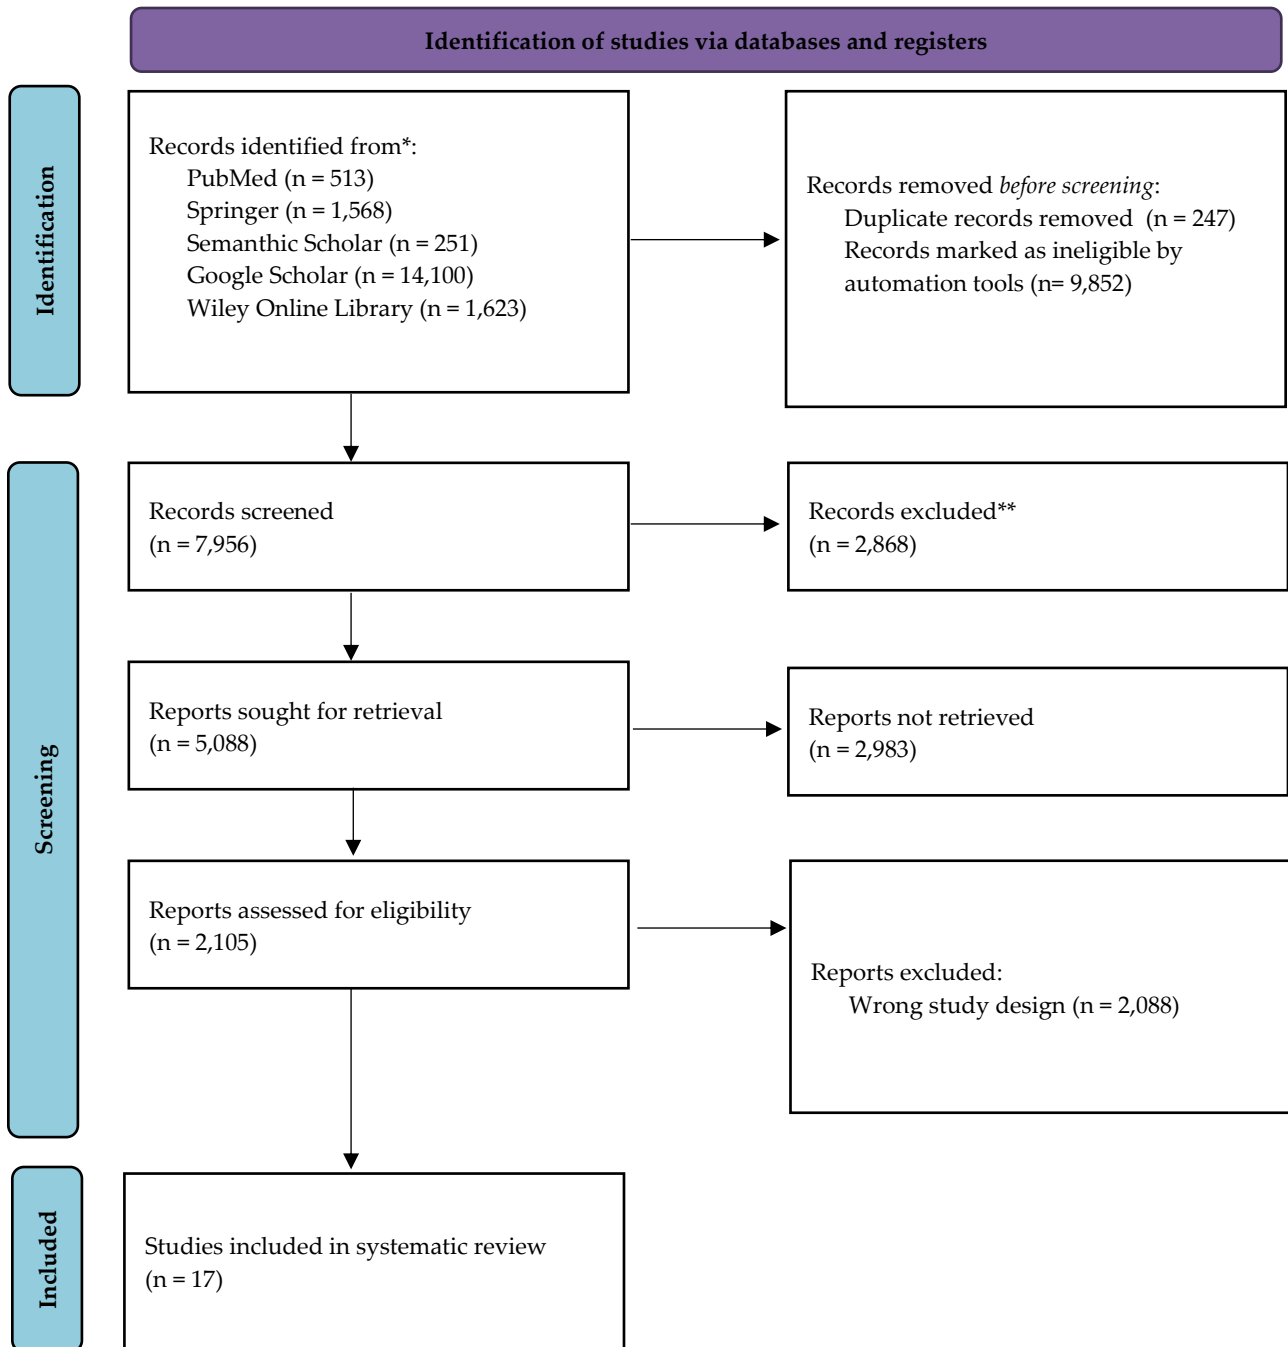 Identification of studies via databases and registers
Identification
Records identified from*:
PubMed (n = 513)
Springer (n = 1,568)
Semanthic Scholar (n = 251)
Google Scholar (n = 14,100)
Wiley Online Library (n = 1,623)
Records removed before screening:
Duplicate records removed (n = 247)
Records marked as ineligible by
automation tools (n= 9,852)
Screening
Records screened
(n = 7,956)
Records excluded**
(n = 2,868)
Reports sought for retrieval
(n = 5,088)
Reports not retrieved
(n = 2,983)
Reports assessed for eligibility
(n = 2,105)
Reports excluded:
Wrong study design (n = 2,088)
Included
Studies included in systematic review
(n = 17)